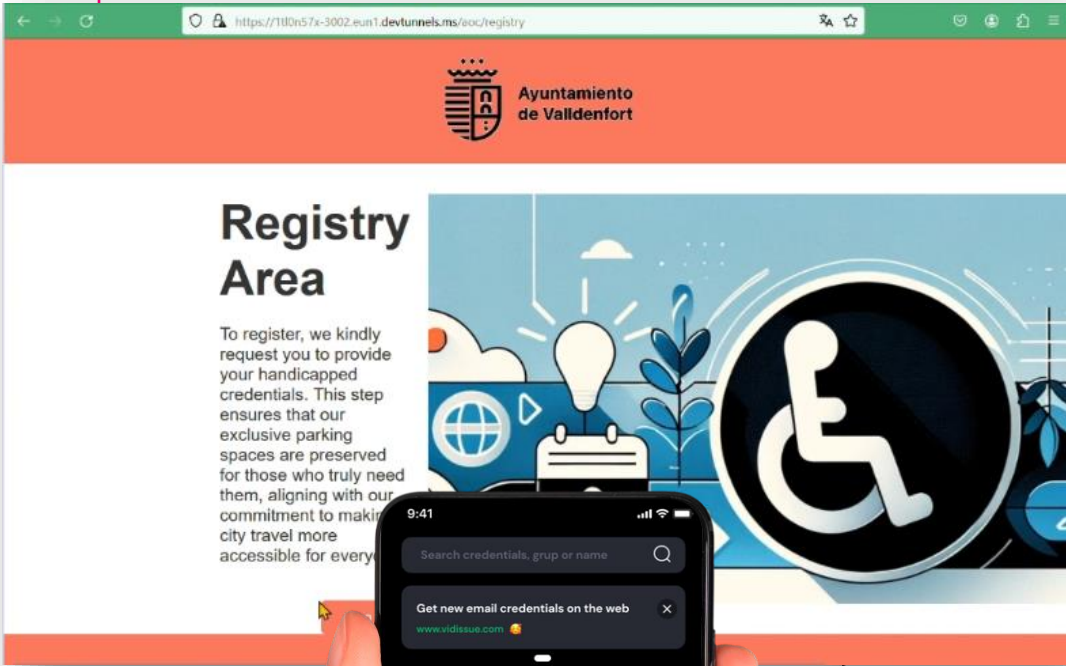 https://1tl0n57x-3002.eun1.devtunnels.ms/aoc/registry
Ayuntamiento
de Valldenfort
Registry
Area
To register, we kindly
request you to provide
your handicapped
credentials. This step
ensures that our
exclusive parking
spaces are preserved
for those who truly need
them, aligning with our
commitment to making
city travel more
accessible for every
9:41
Search credentials, grup or name
Get new email credentials on the web
www.vidissue.com